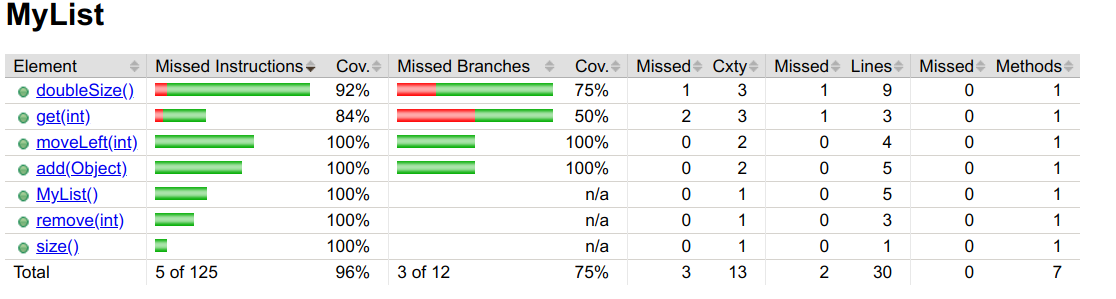 MyList
Element Missed Instructions Cov. Missed Branches Cov. Missed Cxty Missed Lines Missed Methods
doubleSize() 92% 75% 1 3 1 9 0 1
get(int) 84% 50% 2 3 1 3 0 1
moveLeft(int) 100% 100% 0 2 0 4 0 1
add(Object) 100% 100% 0 2 0 5 0 1
MyList() 100% n/a 0 1 0 5 0 1
remove(int) 100% n/a 0 1 0 3 0 1
size() 100% n/a 0 1 0 1 0 1
Total 5 of 125 96% 3 of 12 75% 3 13 2 30 0 7